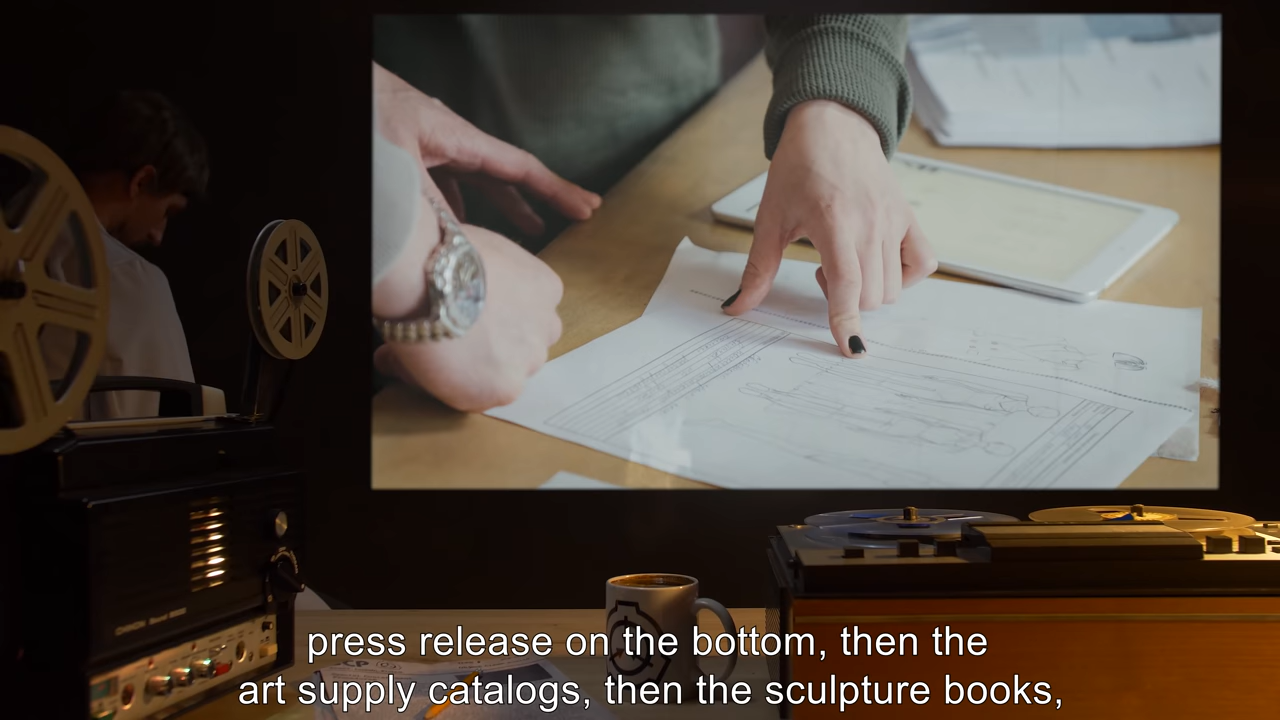 press release on the bottom, then the
art supply catalogs, then the sculpture books,